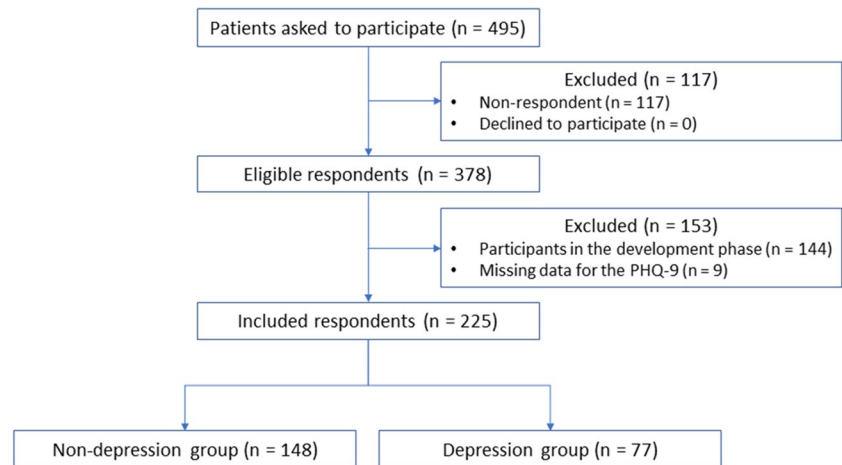 Patients asked to participate (n = 495)
Excluded (n = 117)
• Non-respondent (n = 117)
• Declined to participate (n = 0)
Eligible respondents (n = 378)
Excluded (n = 153)
• Participants in the development phase (n = 144)
• Missing data for the PHQ-9 (n = 9)
Included respondents (n = 225)
Non-depression group (n = 148)
Depression group (n = 77)